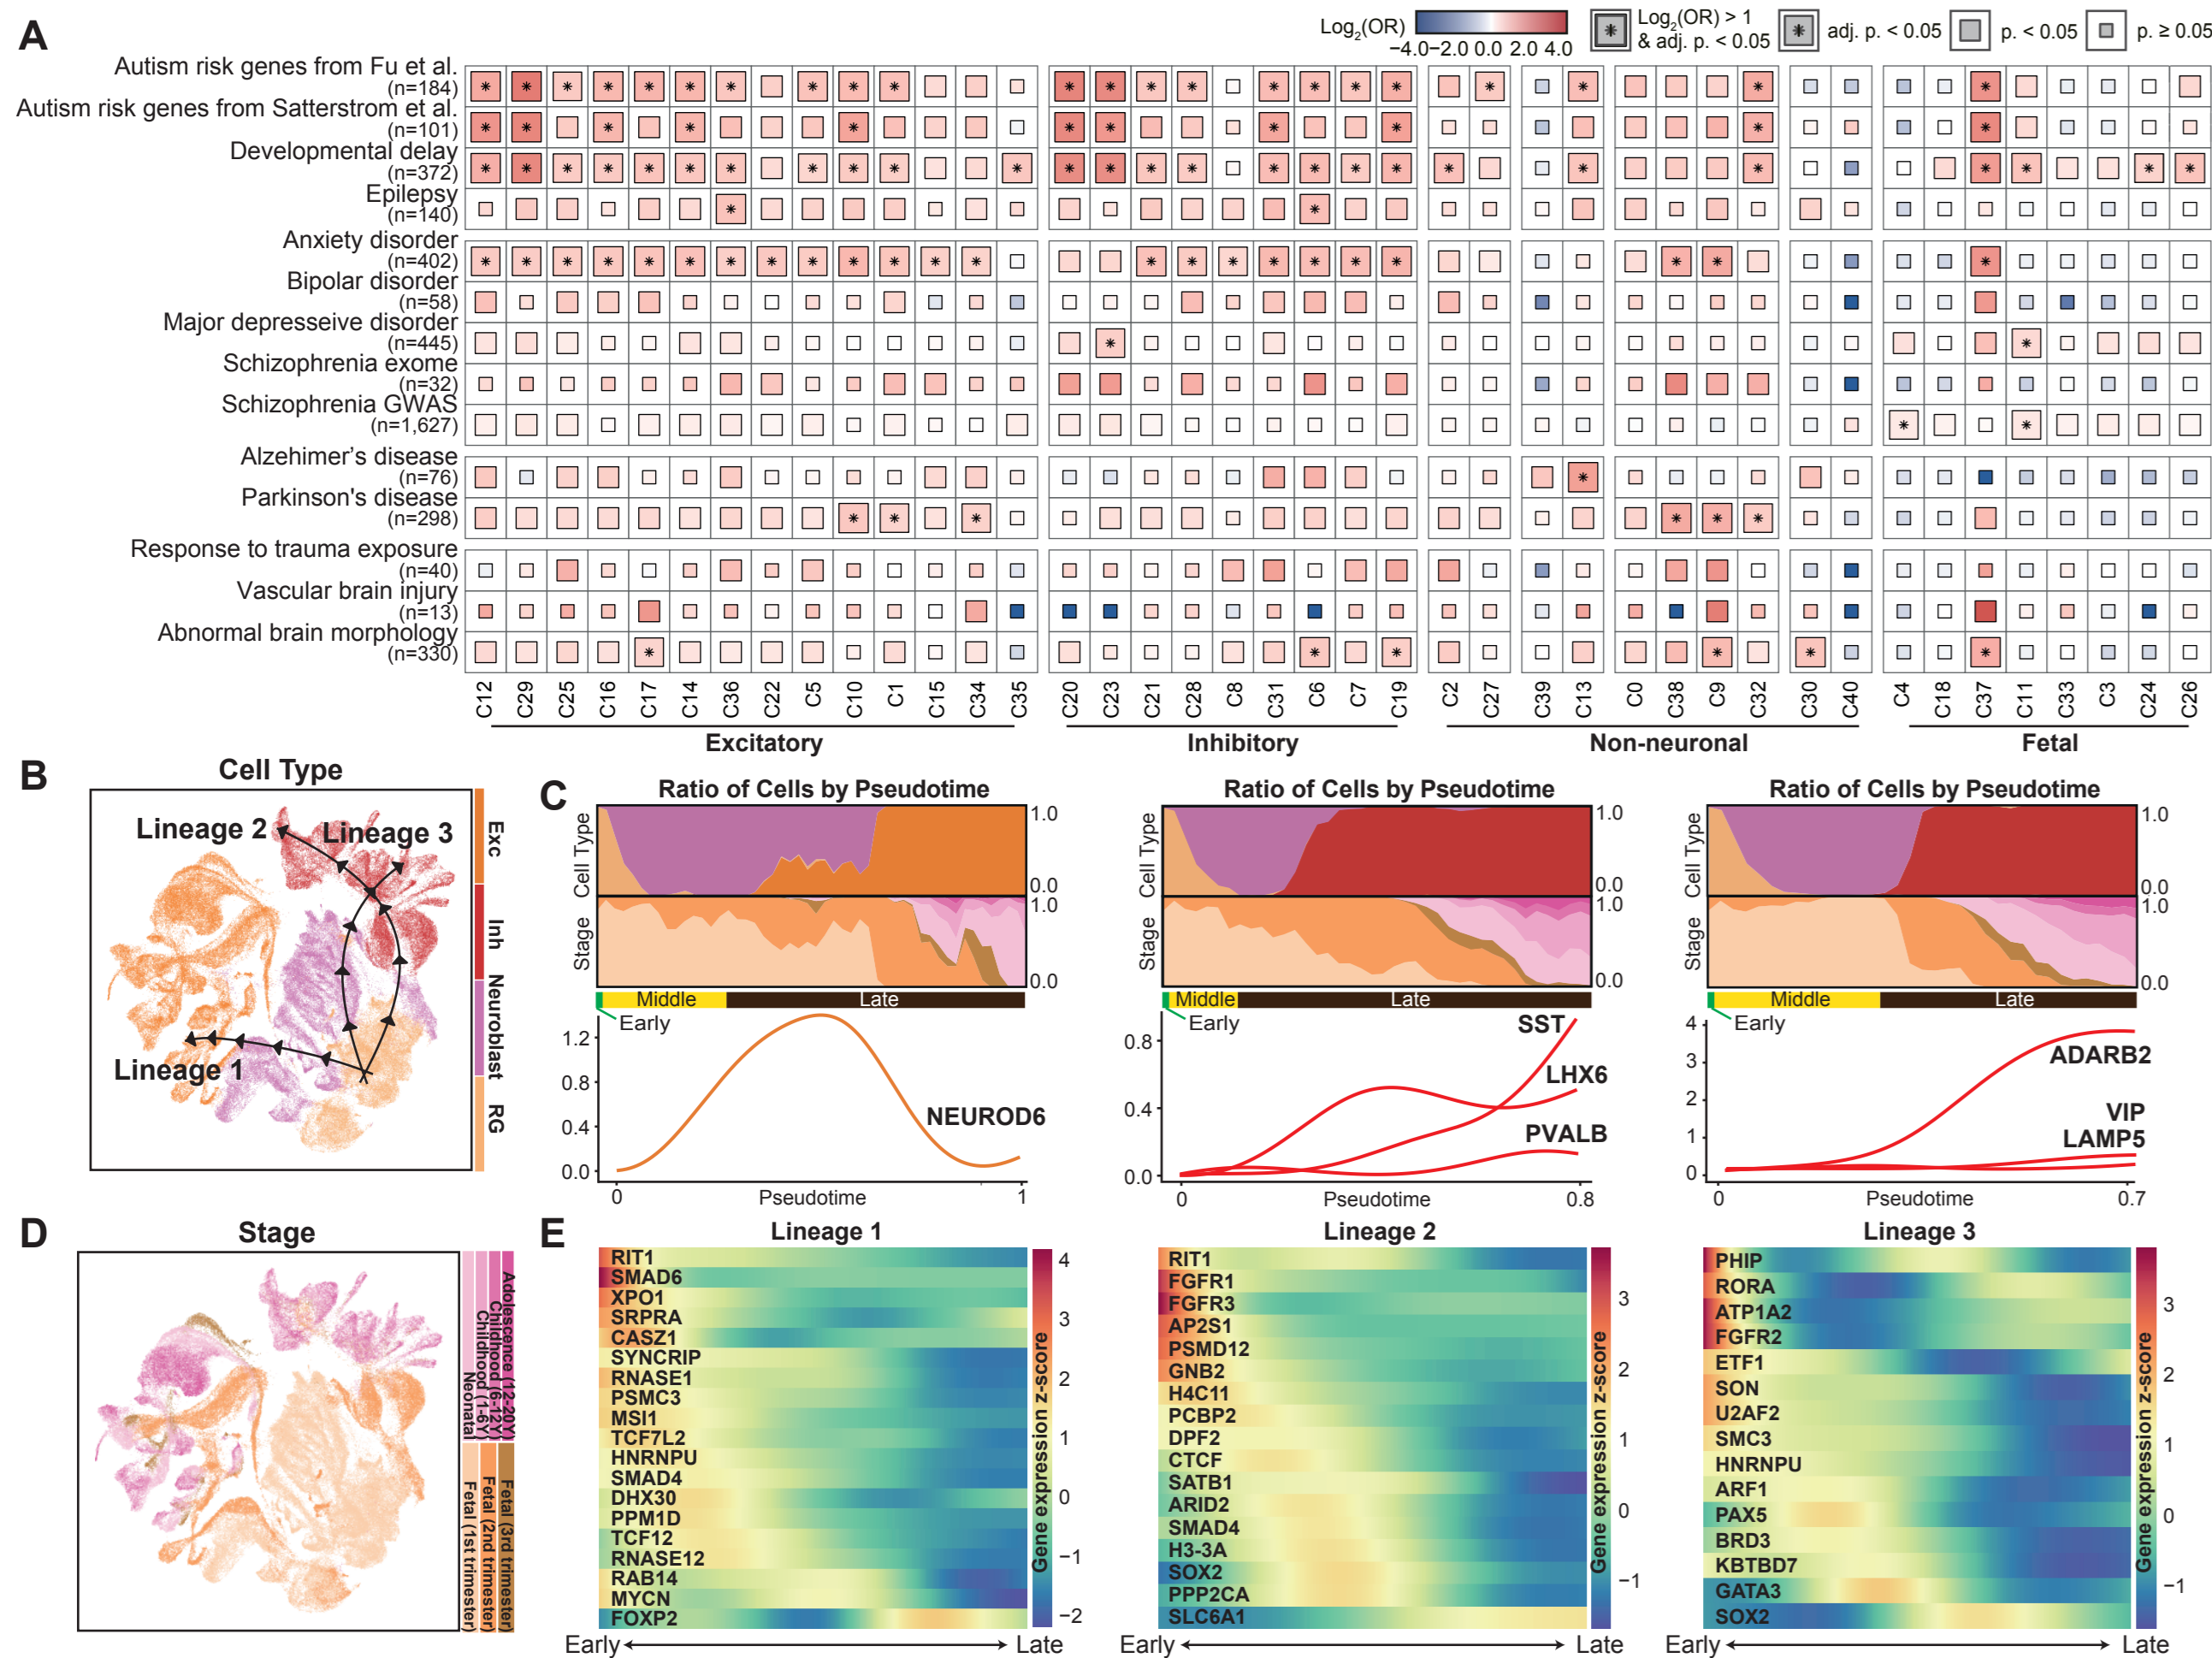 A
Log2(OR)
−4.0 −2.0 0.0 2.0 4.0
Log2(OR) > 1
& adj. p. < 0.05
adj. p. < 0.05
p. < 0.05
p. ≥ 0.05
Autism risk genes from Fu et al.
(n=184)
Autism risk genes from Satterstrom et al.
(n=101)
Developmental delay
(n=372)
Epilepsy
(n=140)
Anxiety disorder
(n=402)
Bipolar disorder
(n=58)
Major depresseive disorder
(n=445)
Schizophrenia exome
(n=32)
Schizophrenia GWAS
(n=1,627)
Alzehimer's disease
(n=76)
Parkinson's disease
(n=298)
Response to trauma exposure
(n=40)
Vascular brain injury
(n=13)
Abnormal brain morphology
(n=330)
C12 C29 C25 C16 C17 C14 C36 C22 C5 C10 C1 C15 C34 C35 C20 C23 C21 C28 C8 C31 C6 C7 C19 C2 C27 C39 C13 C0 C38 C9 C32 C30 C40 C4 C18 C37 C11 C33 C3 C24 C26
Excitatory Inhibitory Non-neuronal Fetal
B
Cell Type
Lineage 2
Lineage 3
Lineage 1
Exc
Inh
Neuroblast
RG
C
Ratio of Cells by Pseudotime
Cell Type
Stage
1.0
0.0
1.0
0.0
Middle Late
Early
1.2
0.8
0.4
0.0
NEUROD6
0 Pseudotime 1
Ratio of Cells by Pseudotime
Cell Type
Stage
1.0
0.0
1.0
0.0
Middle Late
Early
0.8
0.4
0.0
SST
LHX6
PVALB
0 Pseudotime 0.8
Ratio of Cells by Pseudotime
Cell Type
Stage
1.0
0.0
1.0
0.0
Middle Late
Early
4
3
2
1
0
ADARB2
VIP
LAMP5
0 Pseudotime 0.7
D
Stage
Adolescence (12-20Y)
Childhood (6-12Y)
Childhood (1-6Y)
Neonatal
Fetal (3rd trimester)
Fetal (2nd trimester)
Fetal (1st trimester)
E
Lineage 1
RIT1
SMAD6
XPO1
SRPRA
CASZ1
SYNCRIP
RNASE1
PSMC3
MSI1
TCF7L2
HNRNPU
SMAD4
DHX30
PPM1D
TCF12
RNASE12
RAB14
MYCN
FOXP2
Early Late
4
3
2
1
0
−1
−2
Gene expression z-score
Lineage 2
RIT1
FGFR1
FGFR3
AP2S1
PSMD12
GNB2
H4C11
PCBP2
DPF2
CTCF
SATB1
ARID2
SMAD4
H3-3A
SOX2
PPP2CA
SLC6A1
Early Late
3
2
1
0
−1
Gene expression z-score
Lineage 3
PHIP
RORA
ATP1A2
FGFR2
ETF1
SON
U2AF2
SMC3
HNRNPU
ARF1
PAX5
BRD3
KBTBD7
GATA3
SOX2
Early Late
3
2
1
0
−1
Gene expression z-score